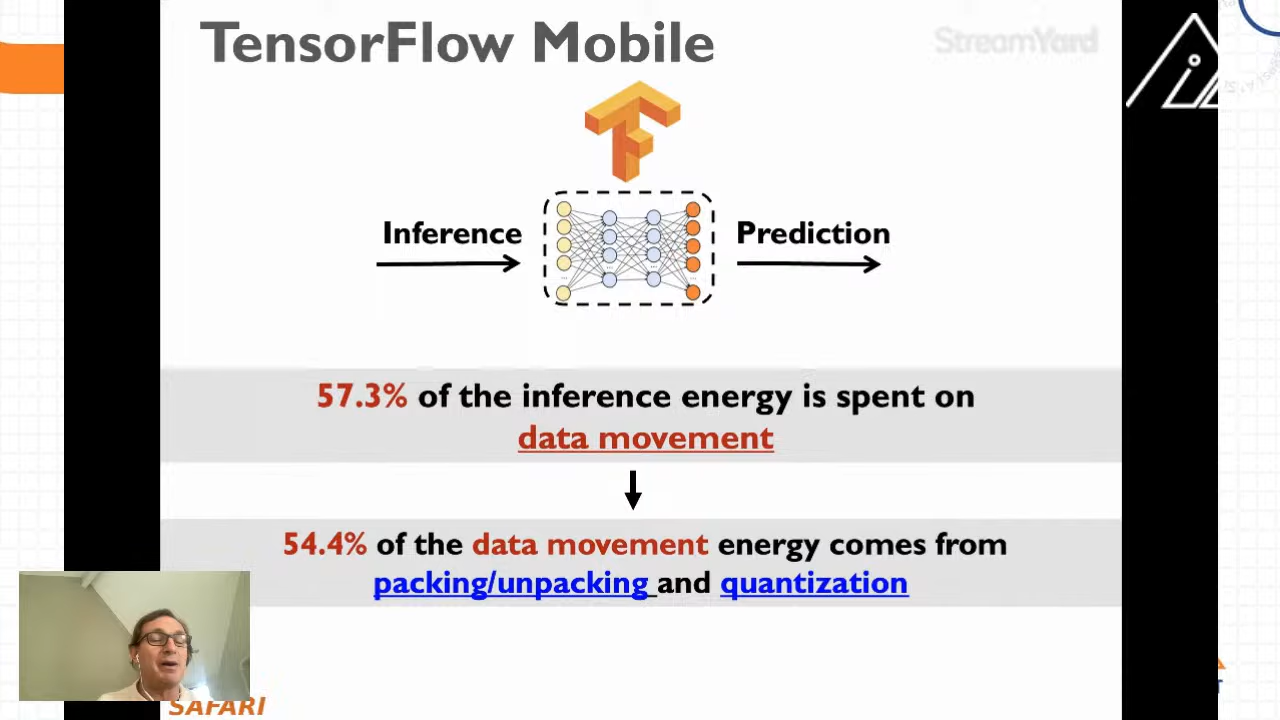 TensorFlow Mobile
StreamYard
Inference
Prediction
57.3% of the inference energy is spent on
data movement
54.4% of the data movement energy comes from
packing/unpacking and quantization
SAFARI